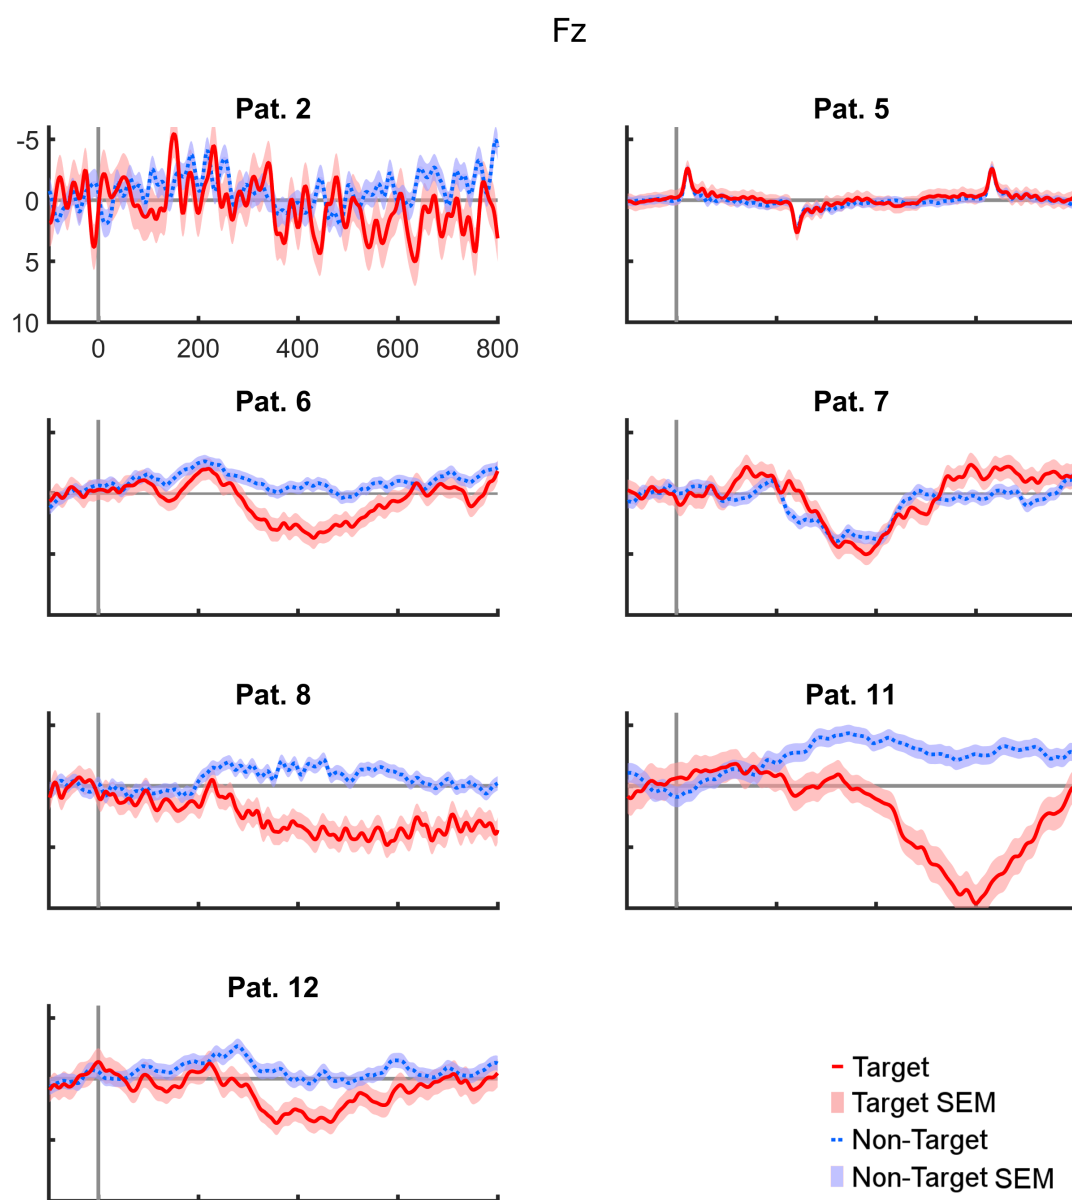 Fz
Pat. 2
Pat. 5
-5
0
5
10
0 200 400 600 800
Pat. 6
Pat. 7
Pat. 8
Pat. 11
Pat. 12
Target
Target SEM
Non-Target
Non-Target SEM